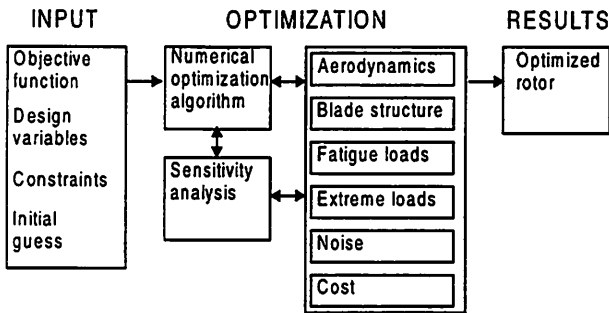 INPUT
OPTIMIZATION
RESULTS
Objective
function
Design
variables
Constraints
Initial
guess
Numerical
optimization
algorithm
Sensitivity
analysis
Aerodynamics
Blade structure
Fatigue loads
Extreme loads
Noise
Cost
Optimized
rotor